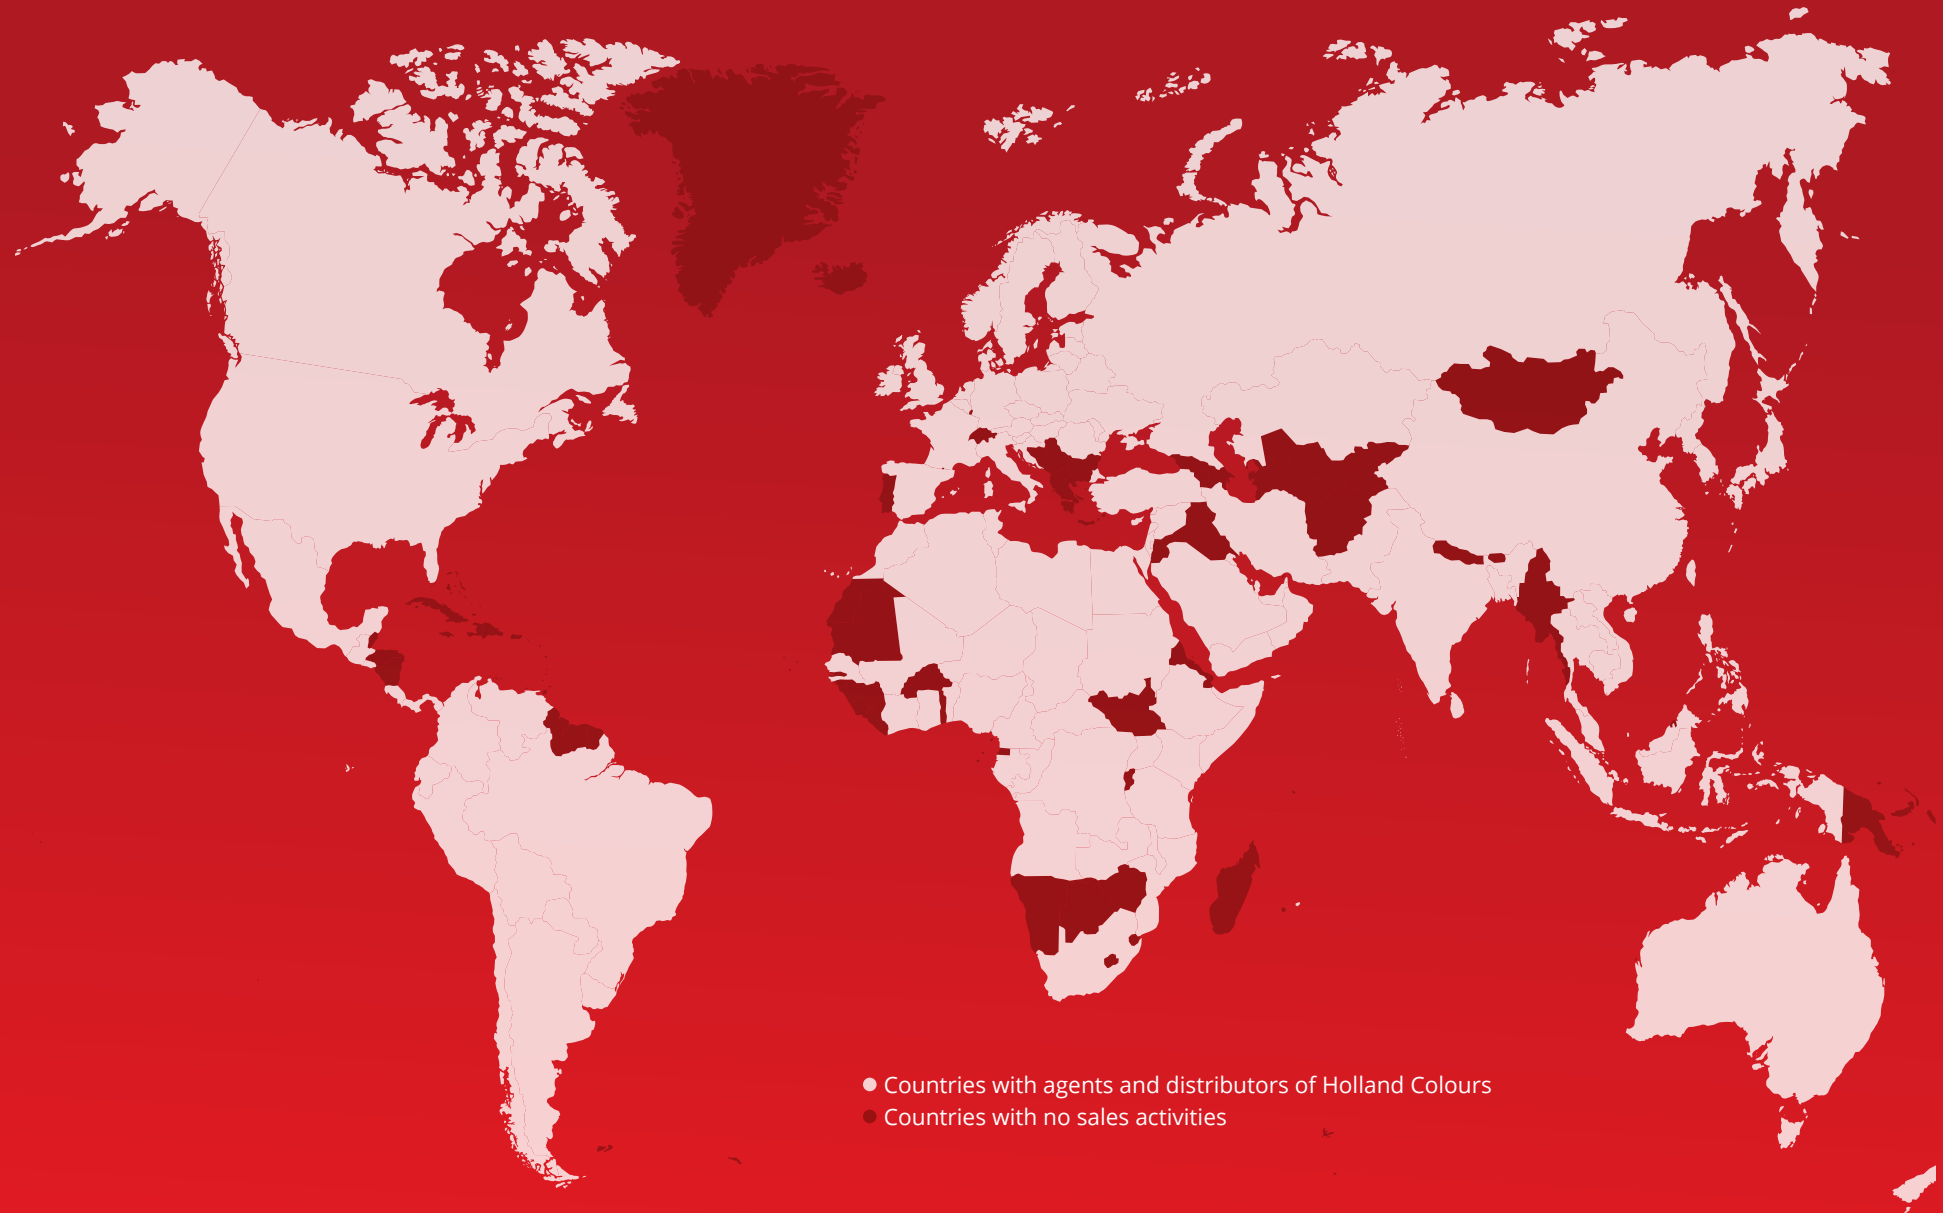 Countries with agents and distributors of Holland Colours
Countries with no sales activities